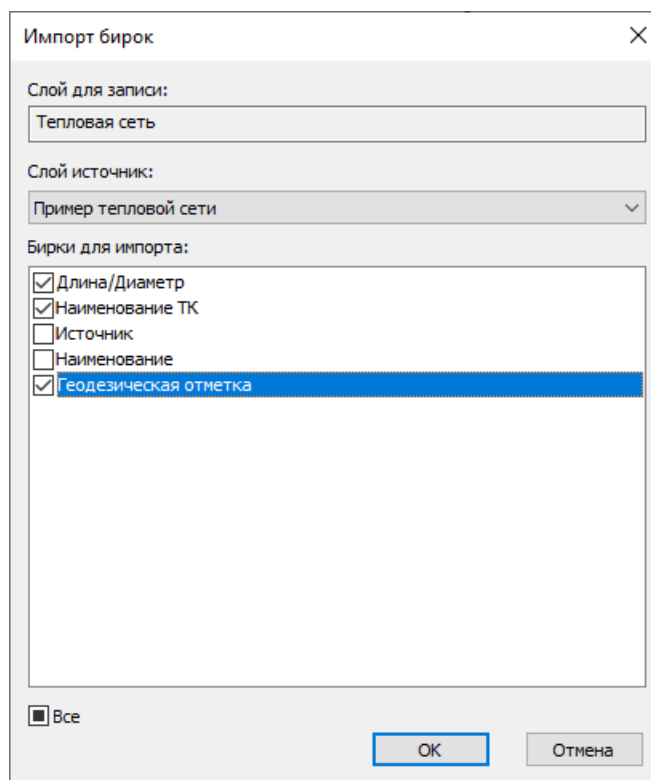 Импорт бирок
Слой для записи:
Тепловая сеть
Слой источник:
Пример тепловой сети
Бирки для импорта:
Длина/Диаметр
Наименование ТК
Источник
Наименование
Геодезическая отметка
Все
ОК
Отмена